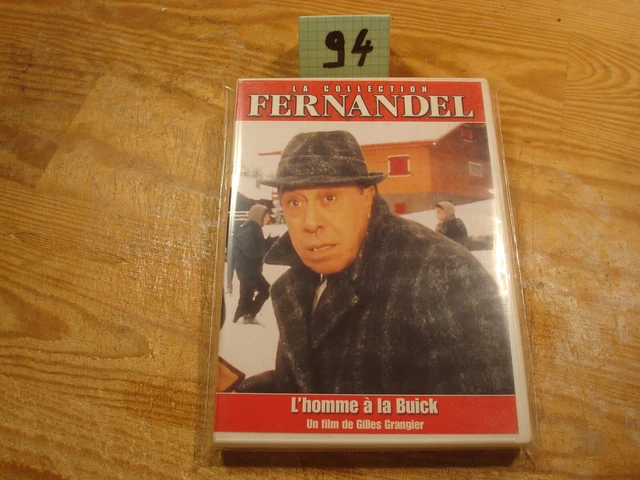 94
LA COLLECTION
FERNANDEL
L'homme à la Buick
Un film de Gilles Grangier